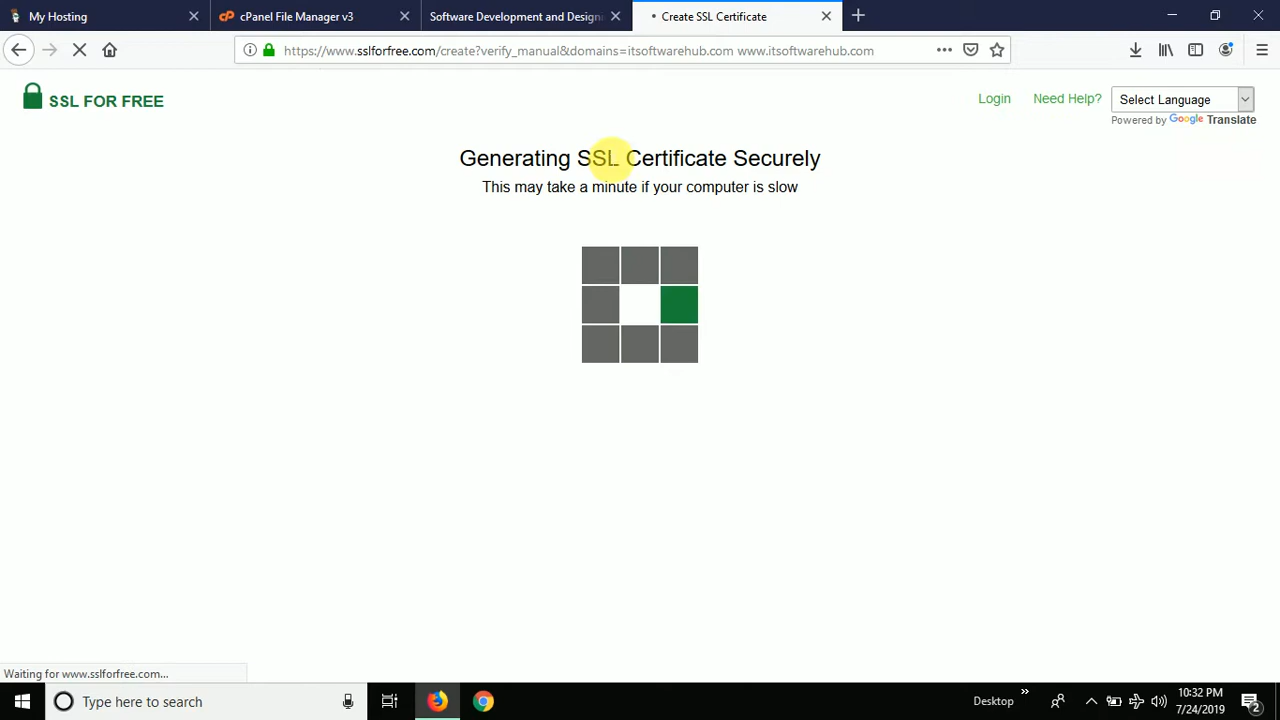 My Hosting
cPanel File Manager v3
Software Development and Design
Create SSL Certificate
https://www.sslforfree.com/create?verify_manual&domains=itsoftwarehub.com www.itsoftwarehub.com
SSL FOR FREE
Login
Need Help?
Select Language
Powered by Google Translate
Generating SSL Certificate Securely
This may take a minute if your computer is slow
Waiting for www.sslforfree.com...
Type here to search
Desktop
10:32 PM
7/24/2019
2